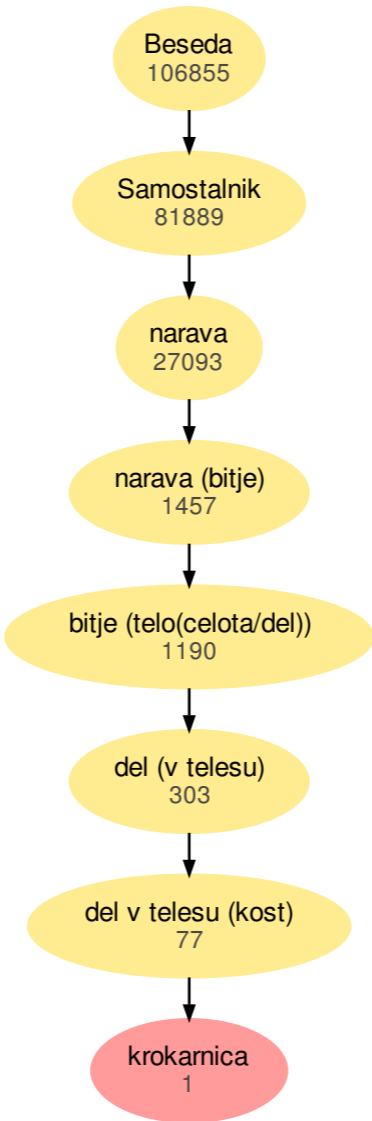 Beseda
106855
Samostalnik
81889
narava
27093
narava (bitje)
1457
bitje (telo(celota/del))
1190
del (v telesu)
303
del v telesu (kost)
77
krokarnica
1